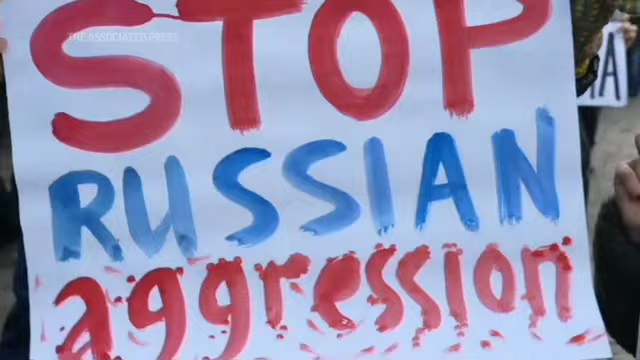 THE ASSOCIATED PRESS
STOP
RUSSIAN
aggression
A